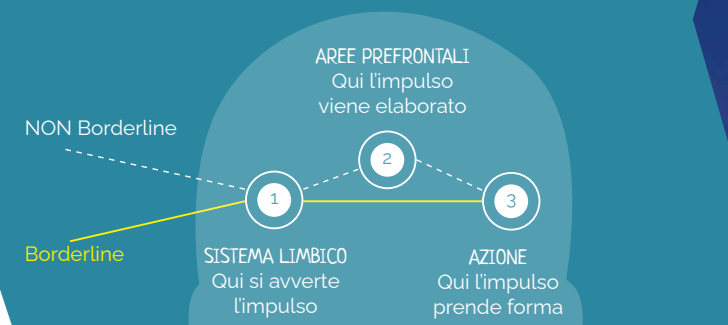 AREE PREFRONTALI
Qui l'impulso
viene elaborato
NON Borderline
2
1
3
Borderline
SISTEMA LIMBICO
Qui si avverte
l'impulso
AZIONE
Qui l'impulso
prende forma